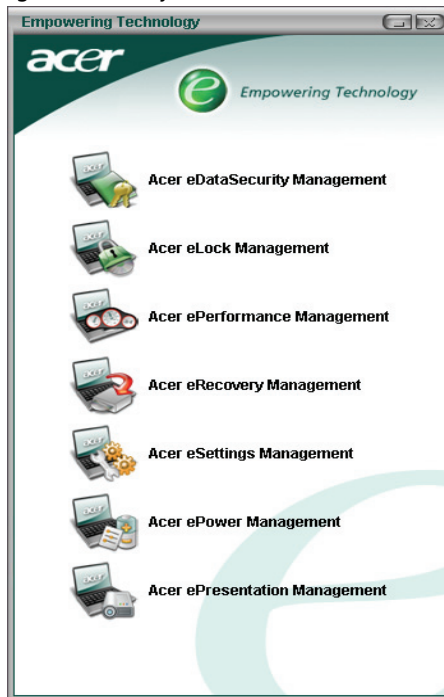 Empowering Technology
acer
e Empowering Technology
Acer eDataSecurity Management
Acer eLock Management
Acer ePerformance Management
Acer eRecovery Management
Acer eSettings Management
Acer ePower Management
Acer ePresentation Management